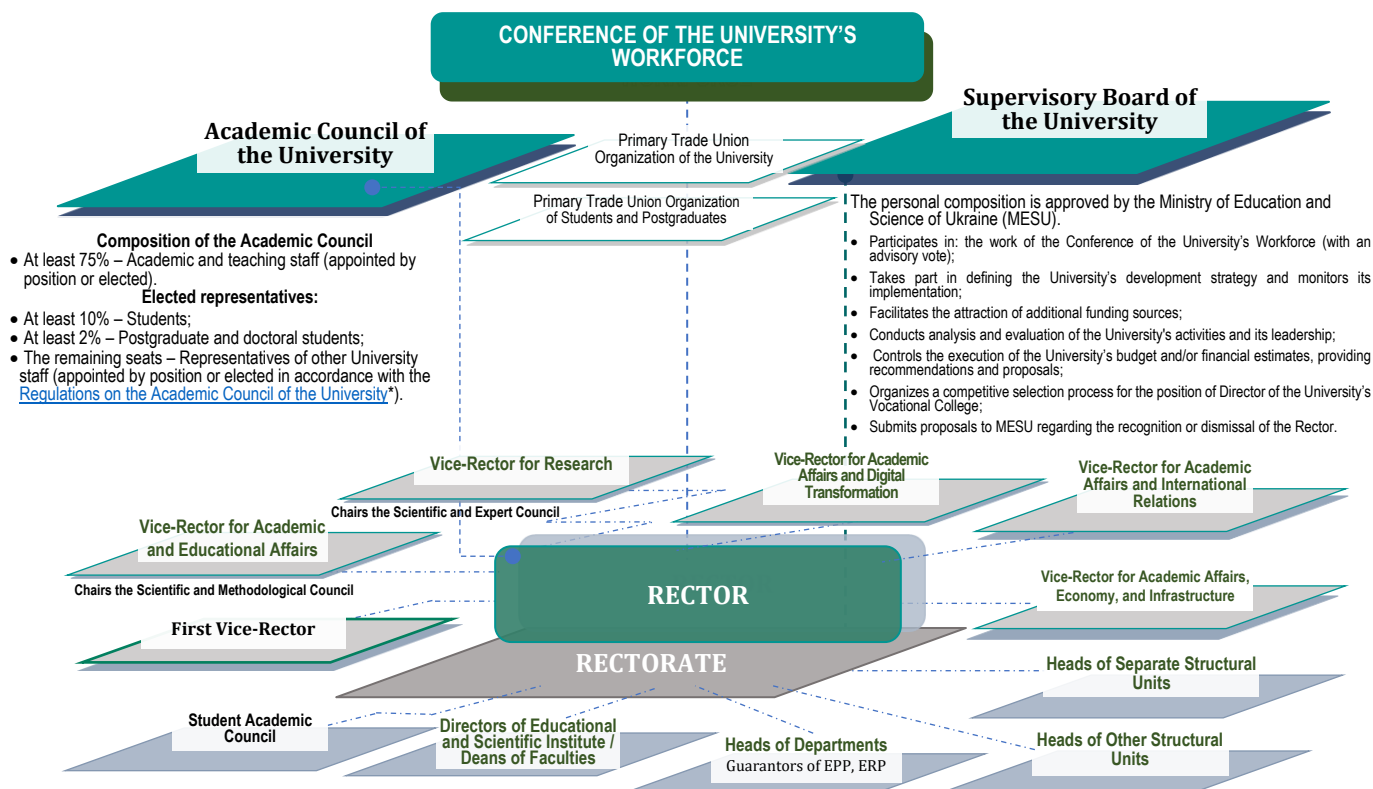 CONFERENCE OF THE UNIVERSITY'S
WORKFORCE
Academic Council of
the University
Primary Trade Union
Organization of the University
Supervisory Board of
the University
Primary Trade Union Organization
of Students and Postgraduates
Composition of the Academic Council
• At least 75% – Academic and teaching staff (appointed by
position or elected).
Elected representatives:
• At least 10% – Students;
• At least 2% – Postgraduate and doctoral students;
• The remaining seats – Representatives of other University
staff (appointed by position or elected in accordance with the
Regulations on the Academic Council of the University*).
The personal composition is approved by the Ministry of Education and
Science of Ukraine (MESU).
• Participates in: the work of the Conference of the University's Workforce (with an
advisory vote);
• Takes part in defining the University's development strategy and monitors its
implementation;
• Facilitates the attraction of additional funding sources;
• Conducts analysis and evaluation of the University's activities and its leadership;
• Controls the execution of the University's budget and/or financial estimates, providing
recommendations and proposals;
• Organizes a competitive selection process for the position of Director of the University's
Vocational College;
• Submits proposals to MESU regarding the recognition or dismissal of the Rector.
Vice-Rector for Research
Chairs the Scientific and Expert Council
Vice-Rector for Academic
Affairs and Digital
Transformation
Vice-Rector for Academic
Affairs and International
Relations
Vice-Rector for Academic
and Educational Affairs
Chairs the Scientific and Methodological Council
RECTOR
Vice-Rector for Academic Affairs,
Economy, and Infrastructure
First Vice-Rector
RECTORATE
Heads of Separate Structural
Units
Student Academic
Council
Directors of Educational
and Scientific Institute /
Deans of Faculties
Heads of Departments
Guarantors of EPP, ERP
Heads of Other Structural
Units